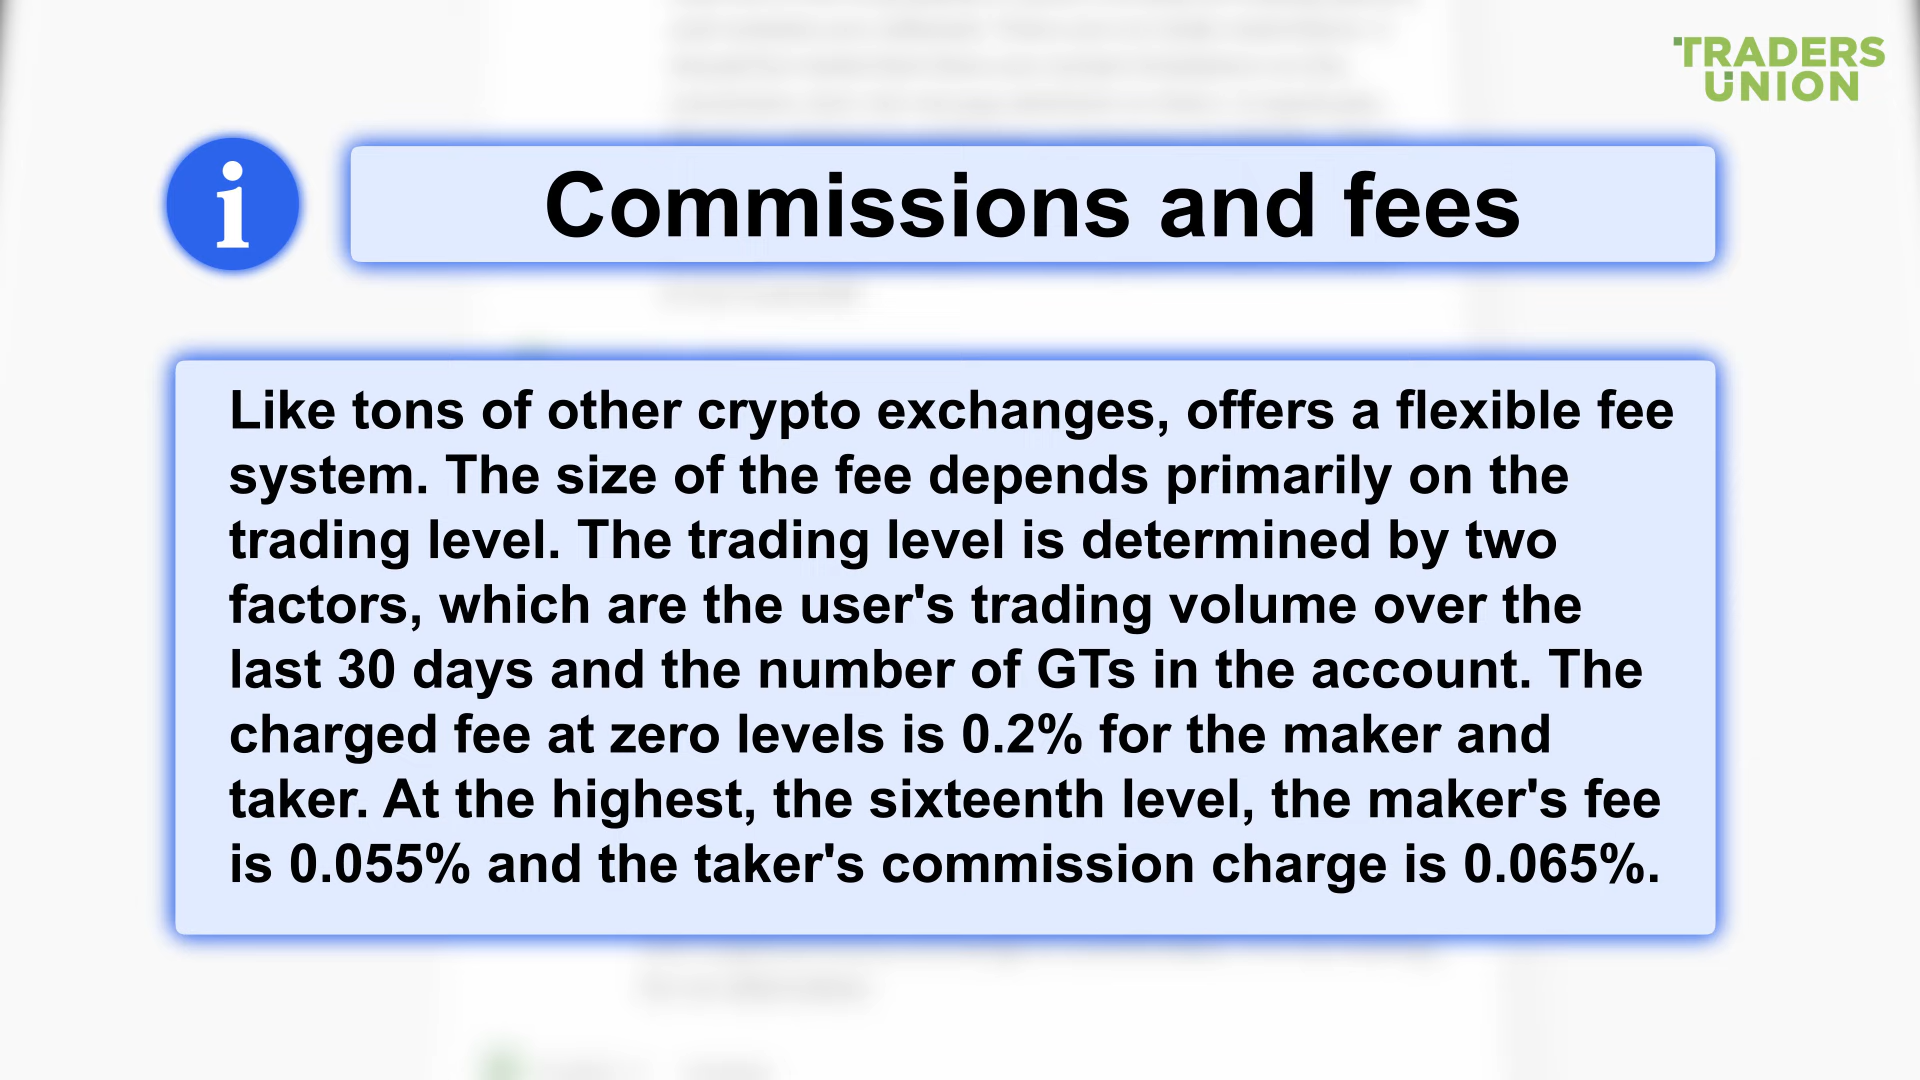 TRADERS
UNION
i
Commissions and fees
Like tons of other crypto exchanges, offers a flexible fee
system. The size of the fee depends primarily on the
trading level. The trading level is determined by two
factors, which are the user's trading volume over the
last 30 days and the number of GTs in the account. The
charged fee at zero levels is 0.2% for the maker and
taker. At the highest, the sixteenth level, the maker's fee
is 0.055% and the taker's commission charge is 0.065%.